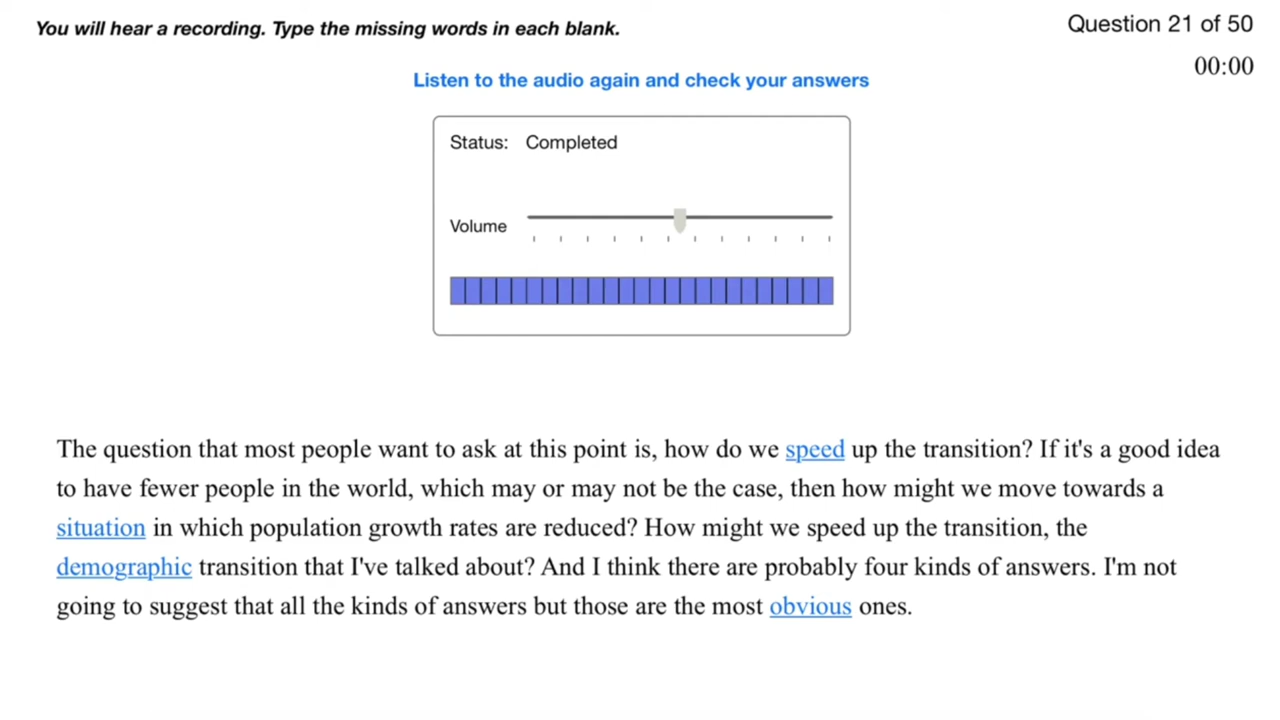 You will hear a recording. Type the missing words in each blank.
Question 21 of 50
00:00
Listen to the audio again and check your answers
Status: Completed
Volume
The question that most people want to ask at this point is, how do we speed up the transition? If it's a good idea
to have fewer people in the world, which may or may not be the case, then how might we move towards a
situation in which population growth rates are reduced? How might we speed up the transition, the
demographic transition that I've talked about? And I think there are probably four kinds of answers. I'm not
going to suggest that all the kinds of answers but those are the most obvious ones.